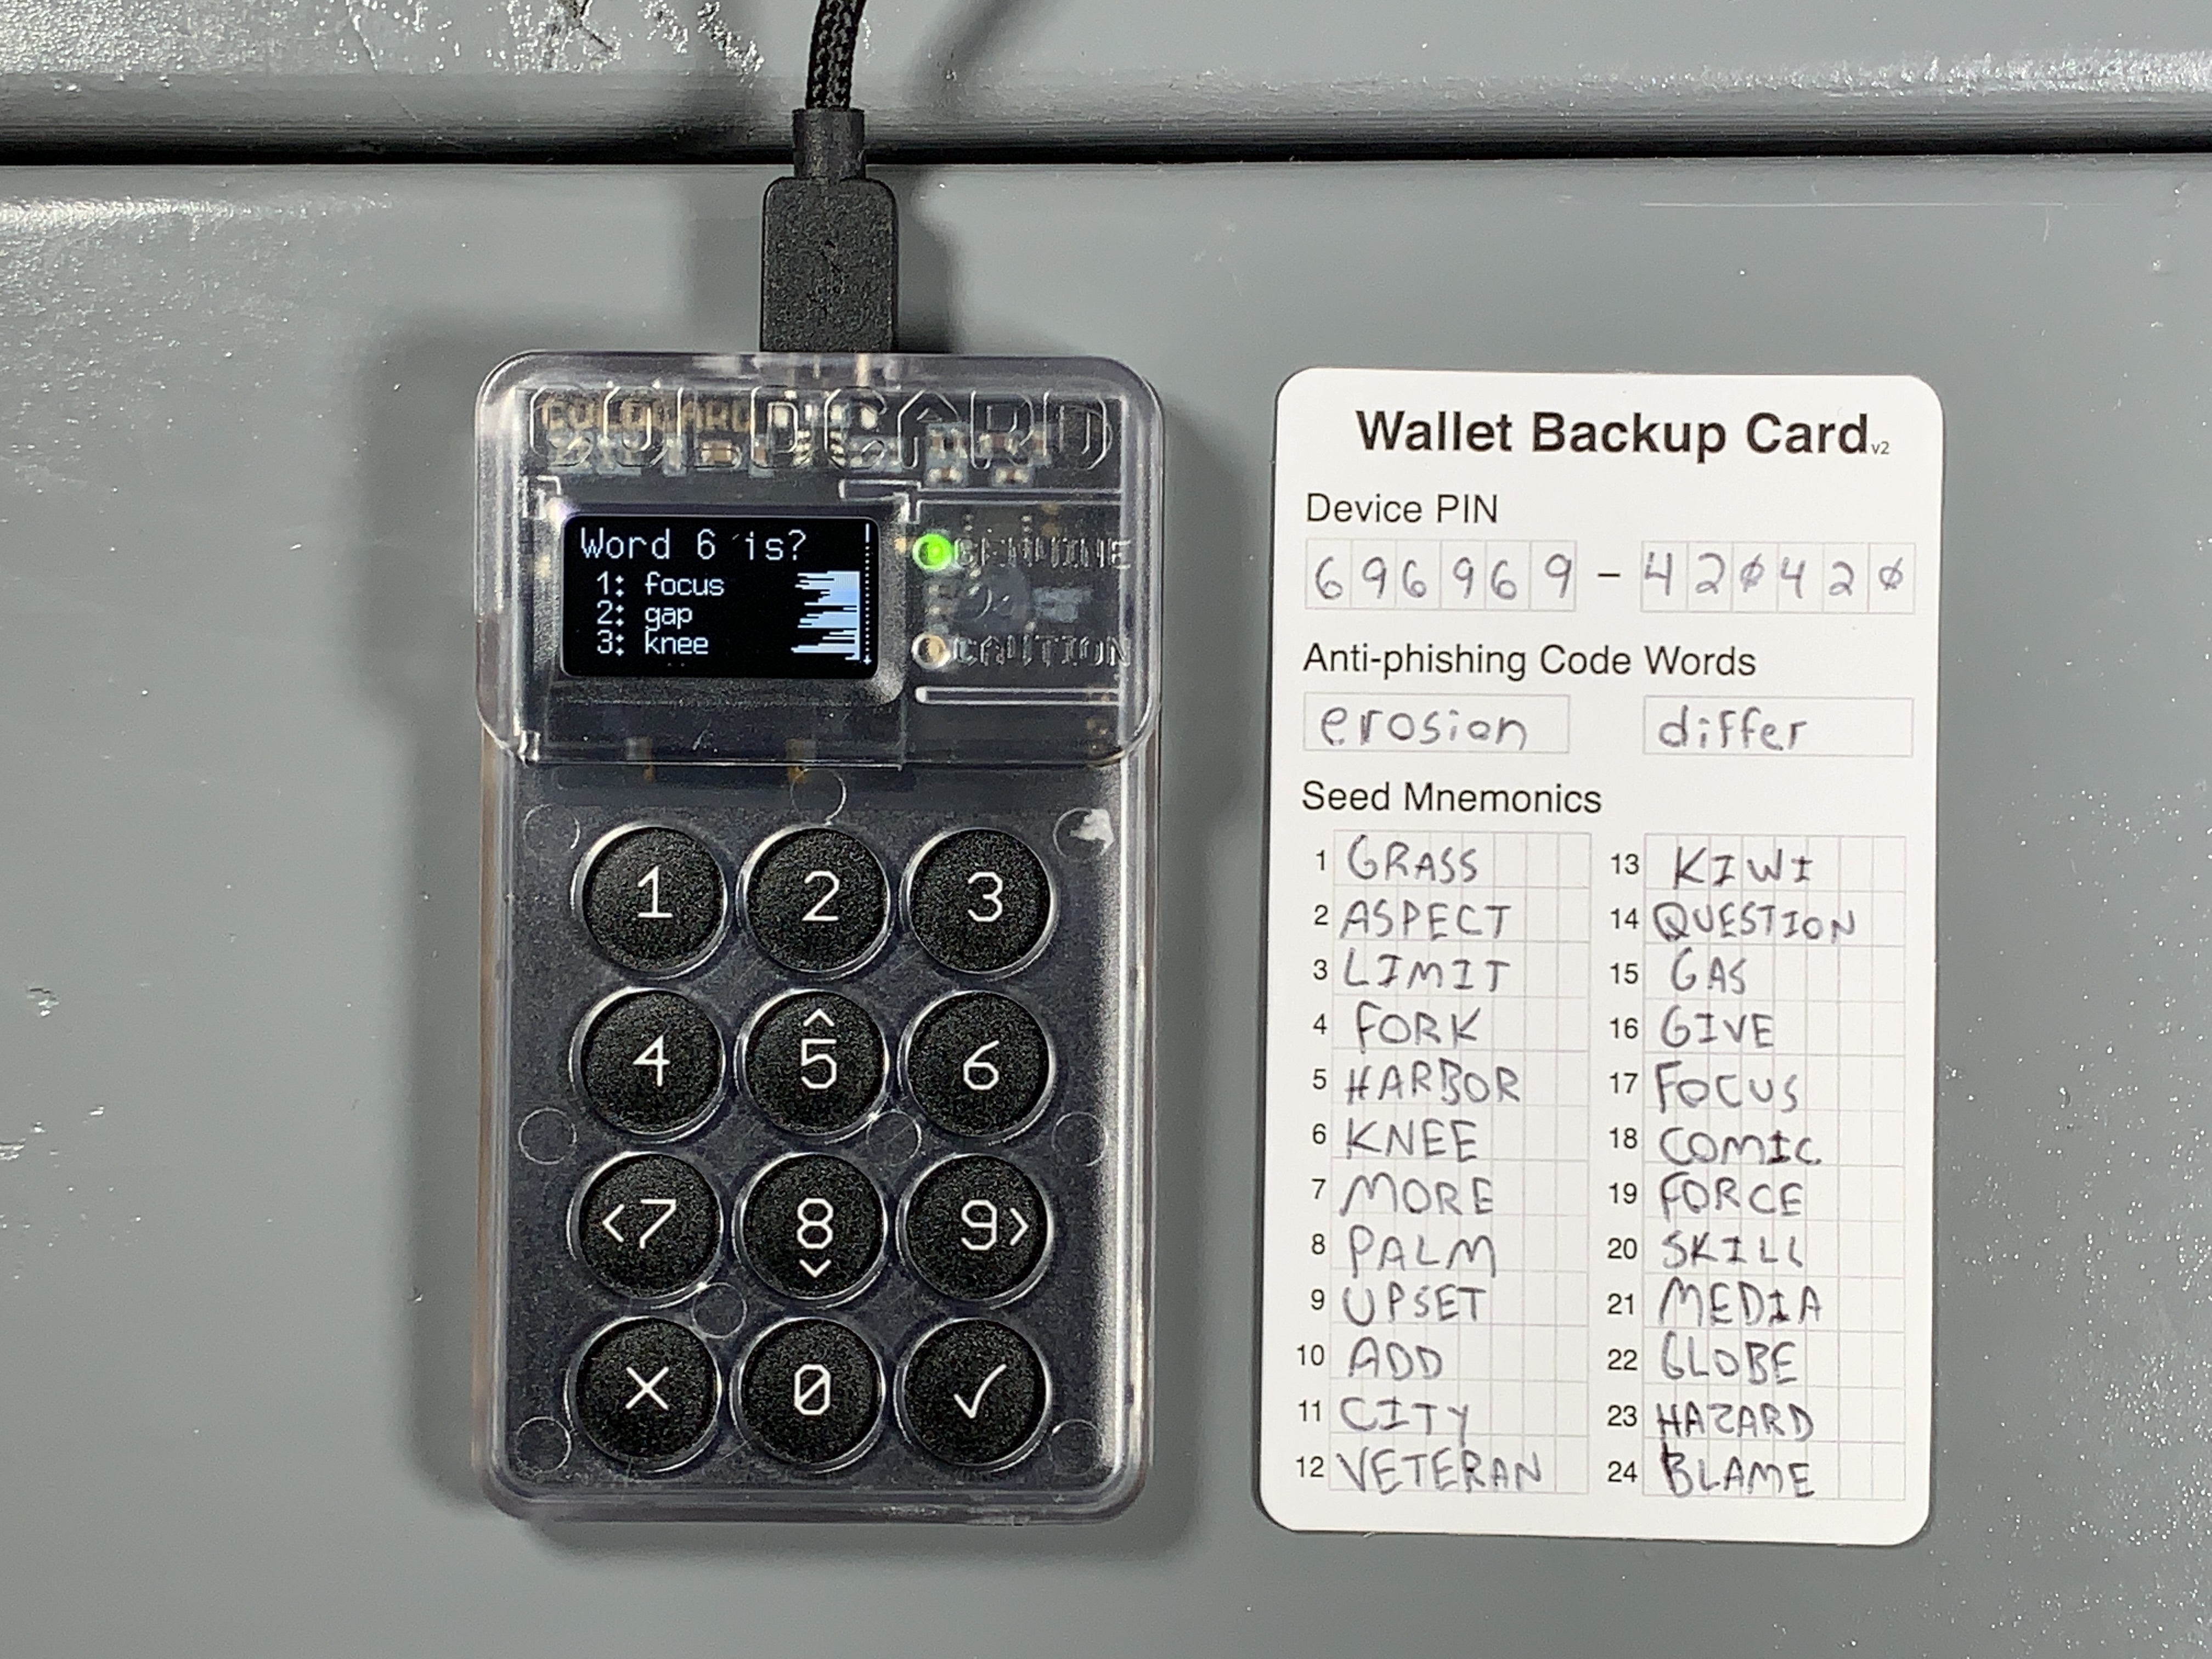 COLDCARD
Word 6 is?
1: focus
2: gap
3: knee
GENUINE
CAUTION
1 2 3
4 5 6
<7 8 9>
X 0 ✓
Wallet Backup Card v2
Device PIN
696969 - 420420
Anti-phishing Code Words
erosion differ
Seed Mnemonics
1 GRASS
2 ASPECT
3 LIMIT
4 FORK
5 HARBOR
6 KNEE
7 MORE
8 PALM
9 UPSET
10 ADD
11 CITY
12 VETERAN
13 KIWI
14 QUESTION
15 GAS
16 GIVE
17 FOCUS
18 COMIC
19 FORCE
20 SKILL
21 MEDIA
22 GLOBE
23 HAZARD
24 BLAME